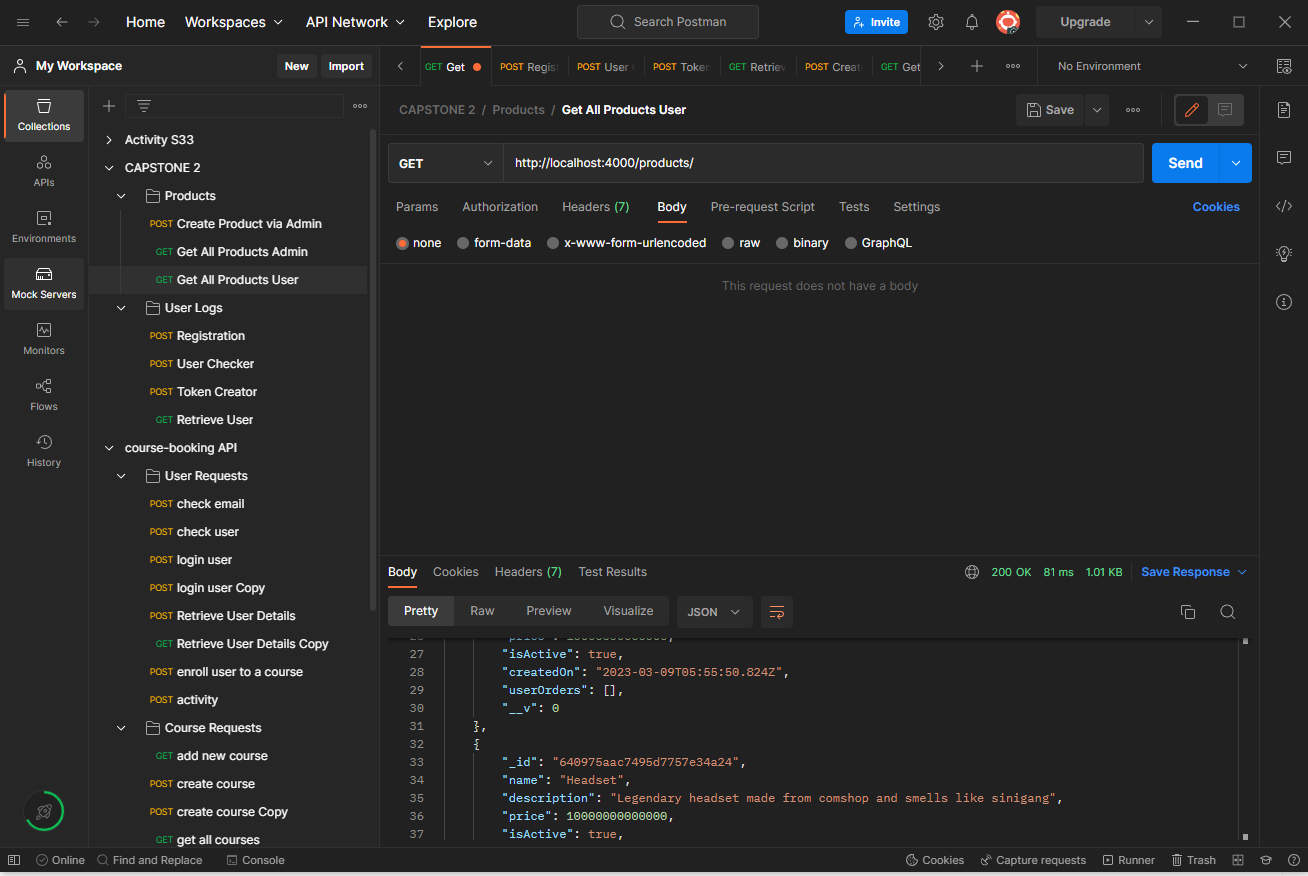 Home Workspaces API Network Explore Search Postman Invite Upgrade
My Workspace New Import
GET Get POST Regis POST User POST Token GET Retriev POST Creat GET Get No Environment
Collections
APIs
Environments
Mock Servers
Monitors
Flows
History
Activity S33
CAPSTONE 2
Products
POST Create Product via Admin
GET Get All Products Admin
GET Get All Products User
User Logs
POST Registration
POST User Checker
POST Token Creator
GET Retrieve User
course-booking API
User Requests
POST check email
POST check user
POST login user
POST login user Copy
POST Retrieve User Details
GET Retrieve User Details Copy
POST enroll user to a course
POST activity
Course Requests
GET add new course
POST create course
POST create course Copy
GET get all courses
CAPSTONE 2 / Products / Get All Products User Save
GET http://localhost:4000/products/ Send
Params Authorization Headers (7) Body Pre-request Script Tests Settings Cookies
none form-data x-www-form-urlencoded raw binary GraphQL
This request does not have a body
Body Cookies Headers (7) Test Results 200 OK 81 ms 1.01 KB Save Response
Pretty Raw Preview Visualize JSON
27 "isActive": true,
28 "createdOn": "2023-03-09T05:55:50.824Z",
29 "userOrders": [],
30 "__v": 0
31 },
32 {
33 "_id": "640975aac7495d7757e34a24",
34 "name": "Headset",
35 "description": "Legendary headset made from comshop and smells like sinigang",
36 "price": 10000000000000,
37 "isActive": true,
Online Find and Replace Console Cookies Capture requests Runner Trash